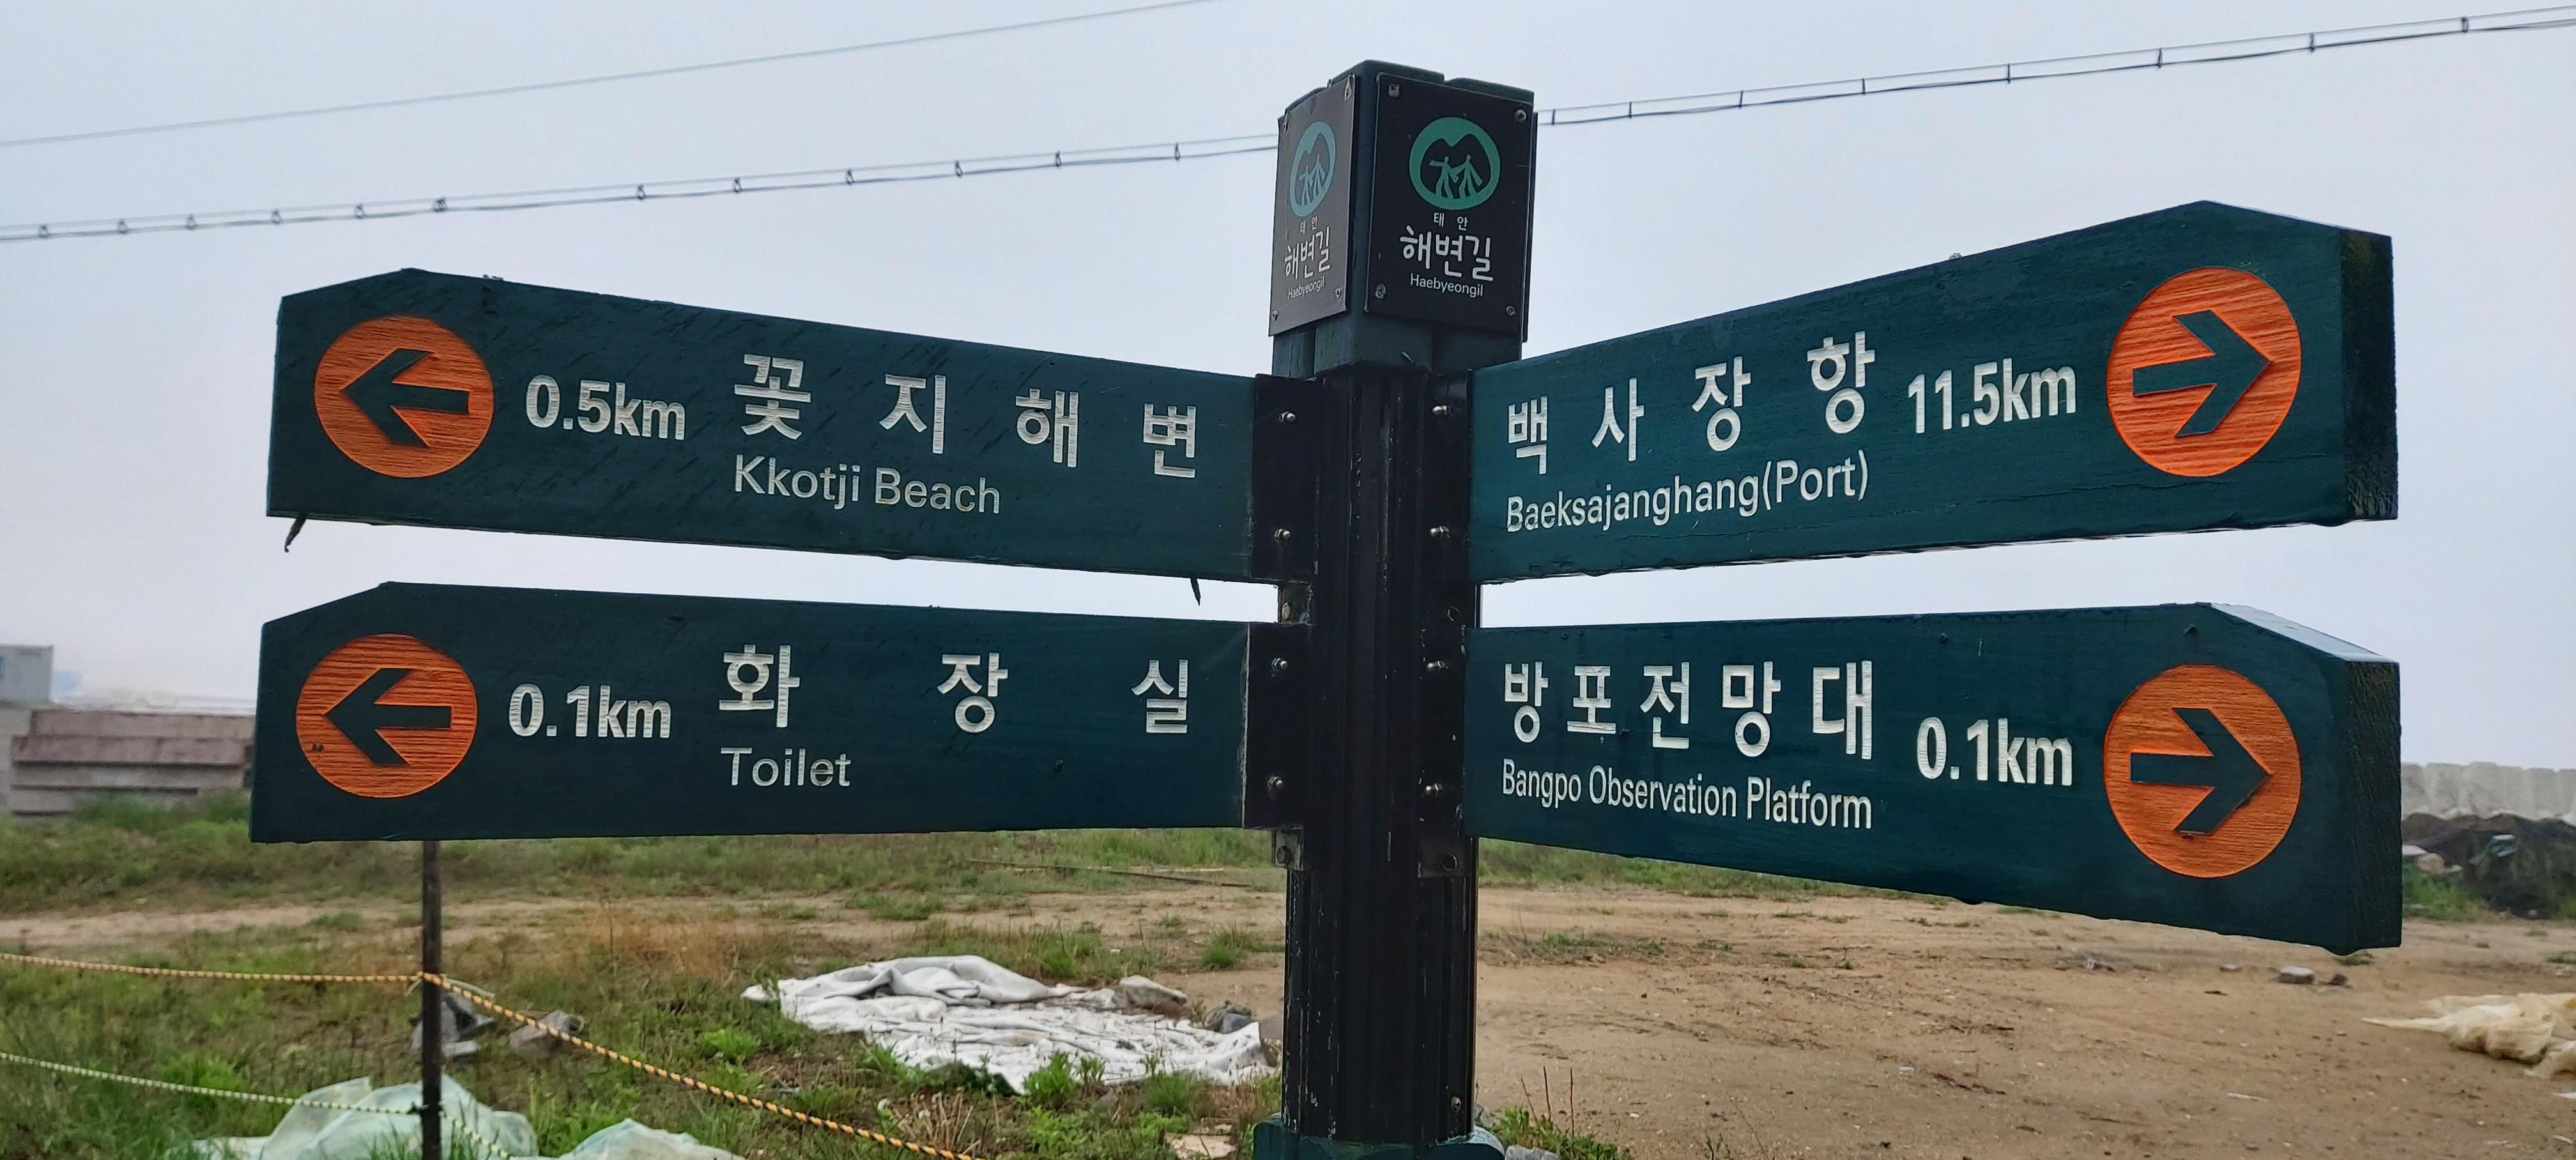 태안
해변길
Haebyeongil
태안
해변길
Haebyeongil
0.5km 꽃지해변
Kkotji Beach
백사장항 11.5km
Baeksajanghang(Port)
0.1km 화장실
Toilet
방포전망대 0.1km
Bangpo Observation Platform